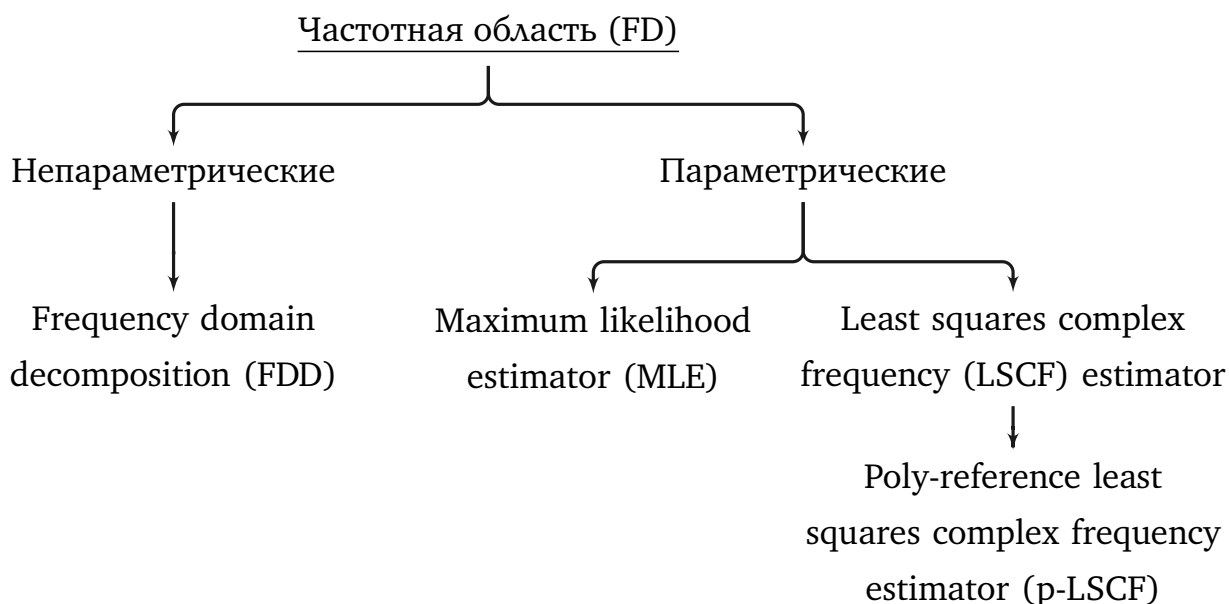 Частотная область (FD)
Непараметрические
Параметрические
Frequency domain
decomposition (FDD)
Maximum likelihood
estimator (MLE)
Least squares complex
frequency (LSCF) estimator
Poly-reference least
squares complex frequency
estimator (p-LSCF)